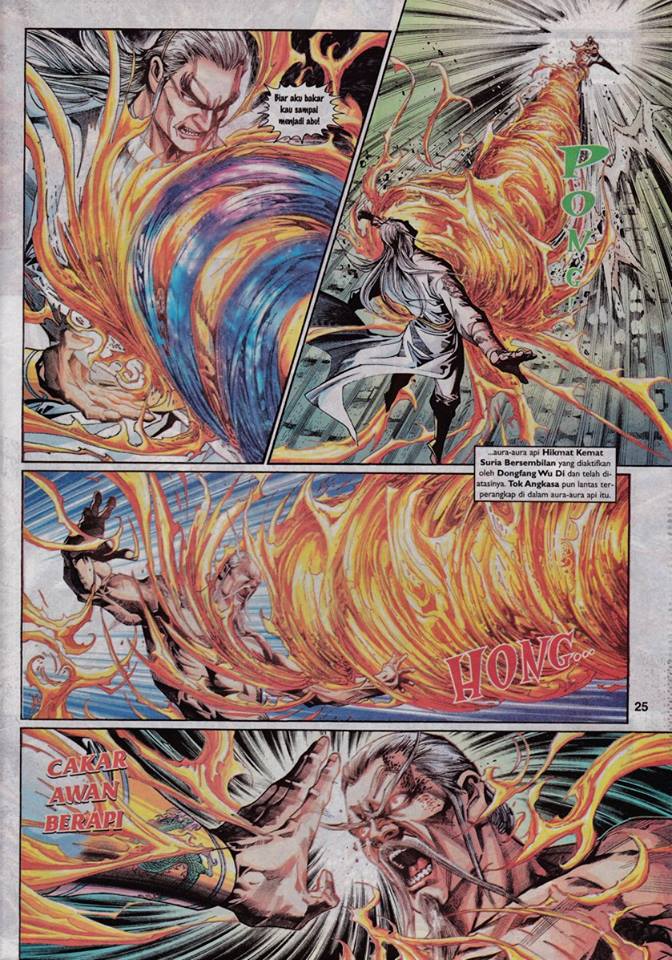 Biar aku bakar
kau sampai
menjadi abu!
PONG!
...aura-aura api Hikmat Kemat
Suria Bersembilan yang diaktifkan
oleh Dongfang Wu Di dan telah di-
atasinya. Tok Angkasa pun lantas ter-
perangkap di dalam aura-aura api itu.
HONG...
25
CAKAR
AWAN
BERAPI